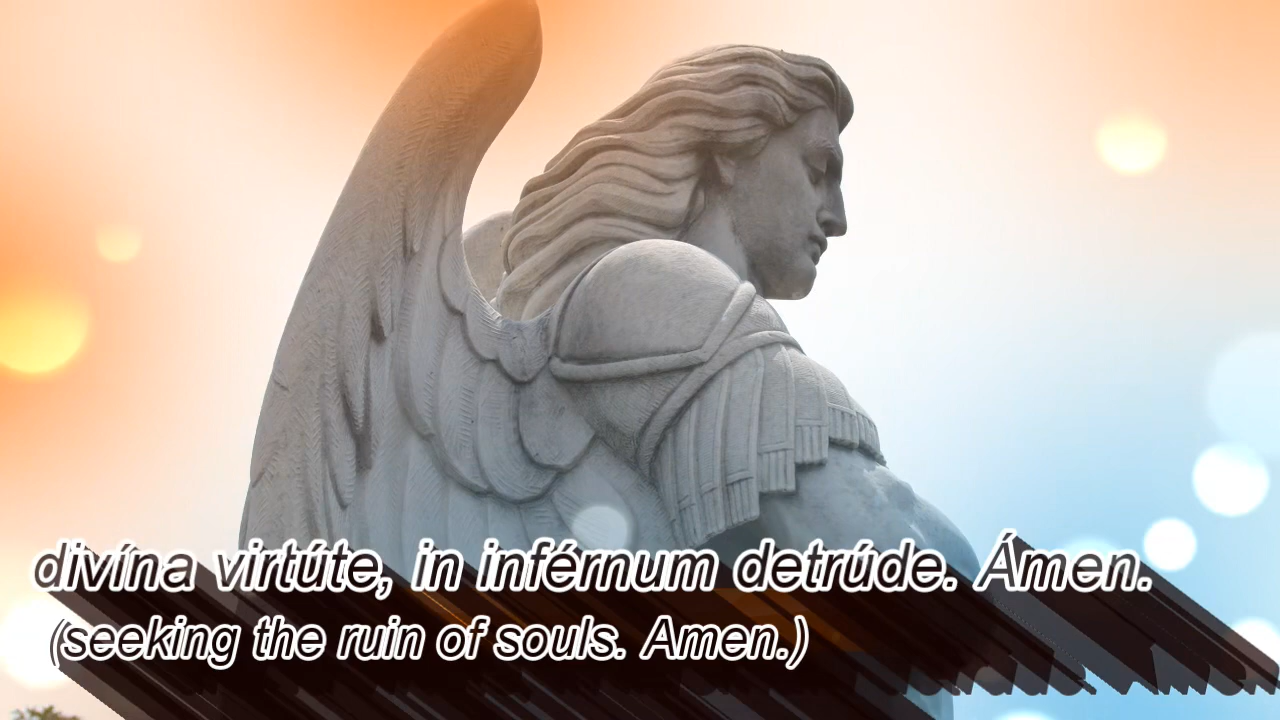 divína virtúte, in inférnum detrúde. Ámen.
(seeking the ruin of souls. Amen.)